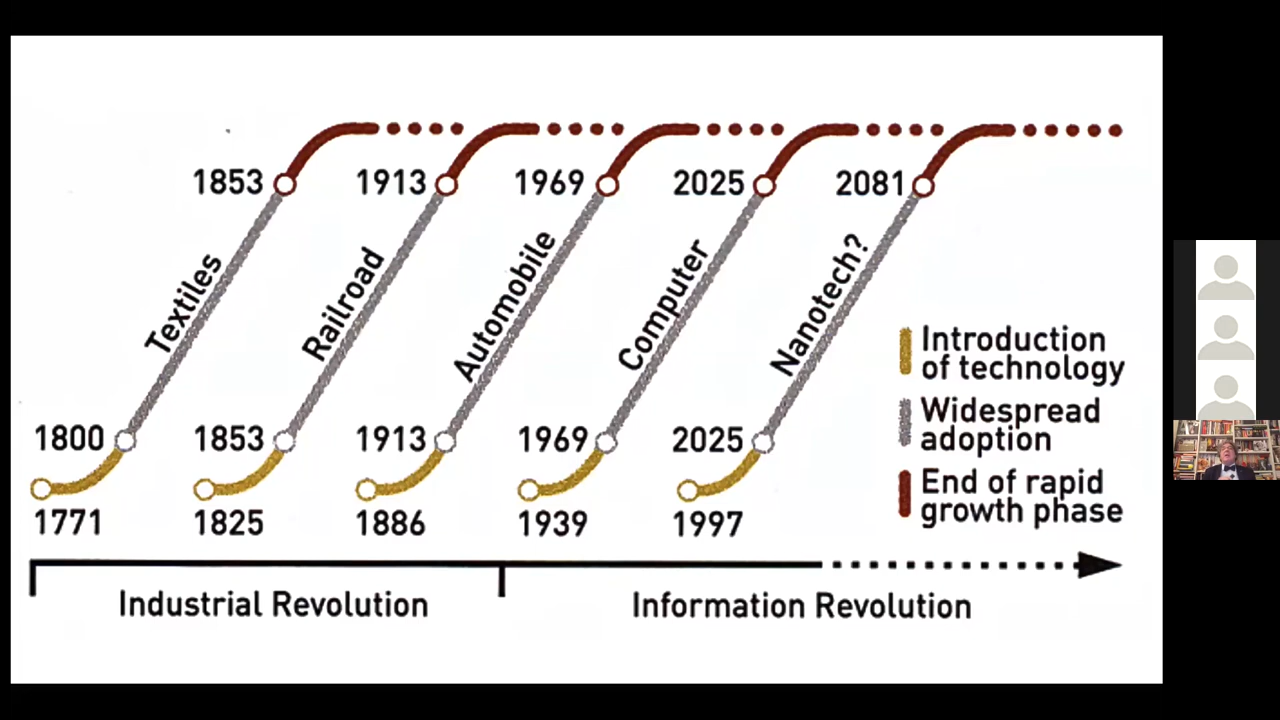 1853
1913
1969
2025
2081
Textiles
Railroad
Automobile
Computer
Nanotech?
Introduction
of technology
Widespread
adoption
End of rapid
growth phase
1800
1853
1913
1969
2025
1771
1825
1886
1939
1997
Industrial Revolution
Information Revolution